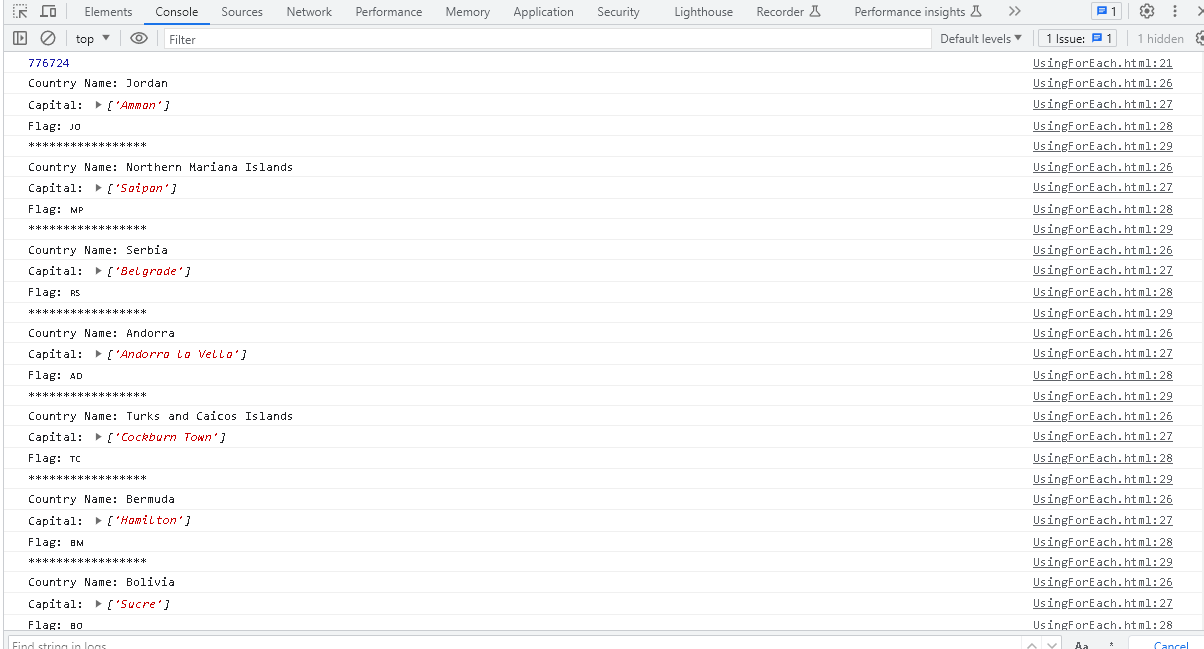 Elements Console Sources Network Performance Memory Application Security Lighthouse Recorder Performance insights 1
top Filter Default levels 1 Issue: 1 1 hidden
776724 UsingForEach.html:21
Country Name: Jordan UsingForEach.html:26
Capital: ['Amman'] UsingForEach.html:27
Flag: JO UsingForEach.html:28
***************** UsingForEach.html:29
Country Name: Northern Mariana Islands UsingForEach.html:26
Capital: ['Saipan'] UsingForEach.html:27
Flag: MP UsingForEach.html:28
***************** UsingForEach.html:29
Country Name: Serbia UsingForEach.html:26
Capital: ['Belgrade'] UsingForEach.html:27
Flag: RS UsingForEach.html:28
***************** UsingForEach.html:29
Country Name: Andorra UsingForEach.html:26
Capital: ['Andorra la Vella'] UsingForEach.html:27
Flag: AD UsingForEach.html:28
***************** UsingForEach.html:29
Country Name: Turks and Caicos Islands UsingForEach.html:26
Capital: ['Cockburn Town'] UsingForEach.html:27
Flag: TC UsingForEach.html:28
***************** UsingForEach.html:29
Country Name: Bermuda UsingForEach.html:26
Capital: ['Hamilton'] UsingForEach.html:27
Flag: BM UsingForEach.html:28
***************** UsingForEach.html:29
Country Name: Bolivia UsingForEach.html:26
Capital: ['Sucre'] UsingForEach.html:27
Flag: BO UsingForEach.html:28
Find string in logs Aa .* Cancel